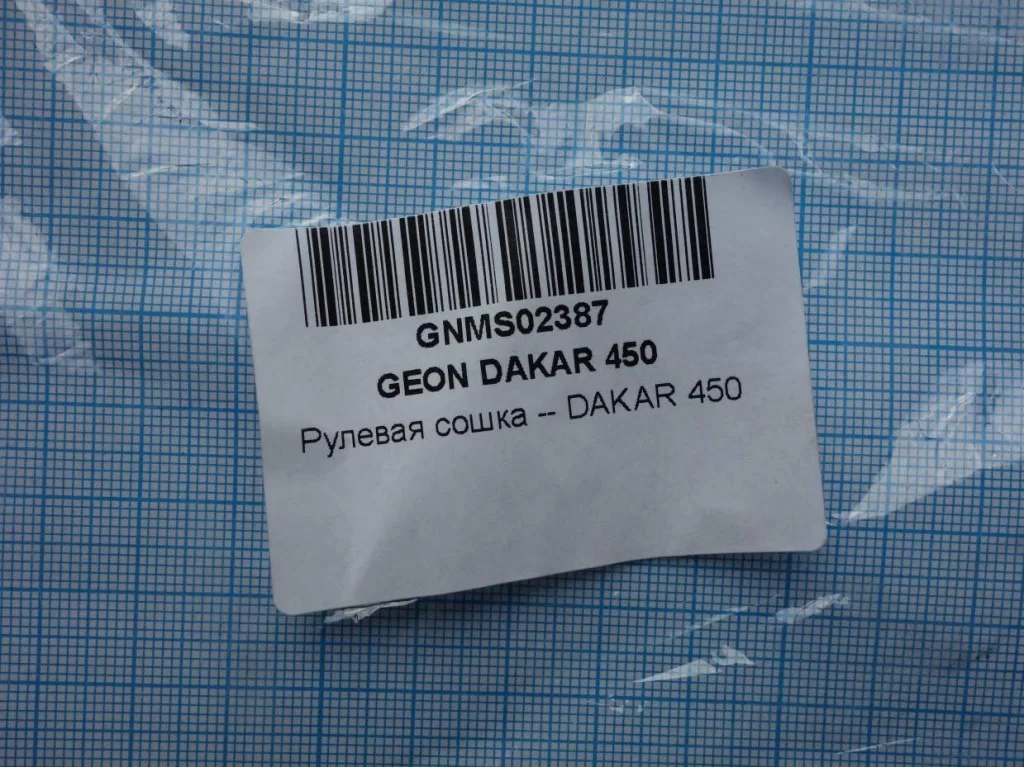 GNMS02387
GEON DAKAR 450
Рулевая сошка -- DAKAR 450